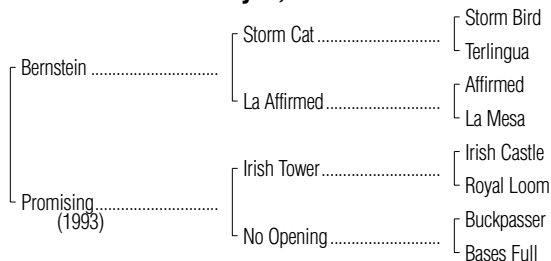 Storm Bird
Storm Cat
Terlingua
Bernstein
Affirmed
La Affirmed
La Mesa
Irish Castle
Irish Tower
Royal Loom
Promising
(1993)
Buckpasser
No Opening
Bases Full